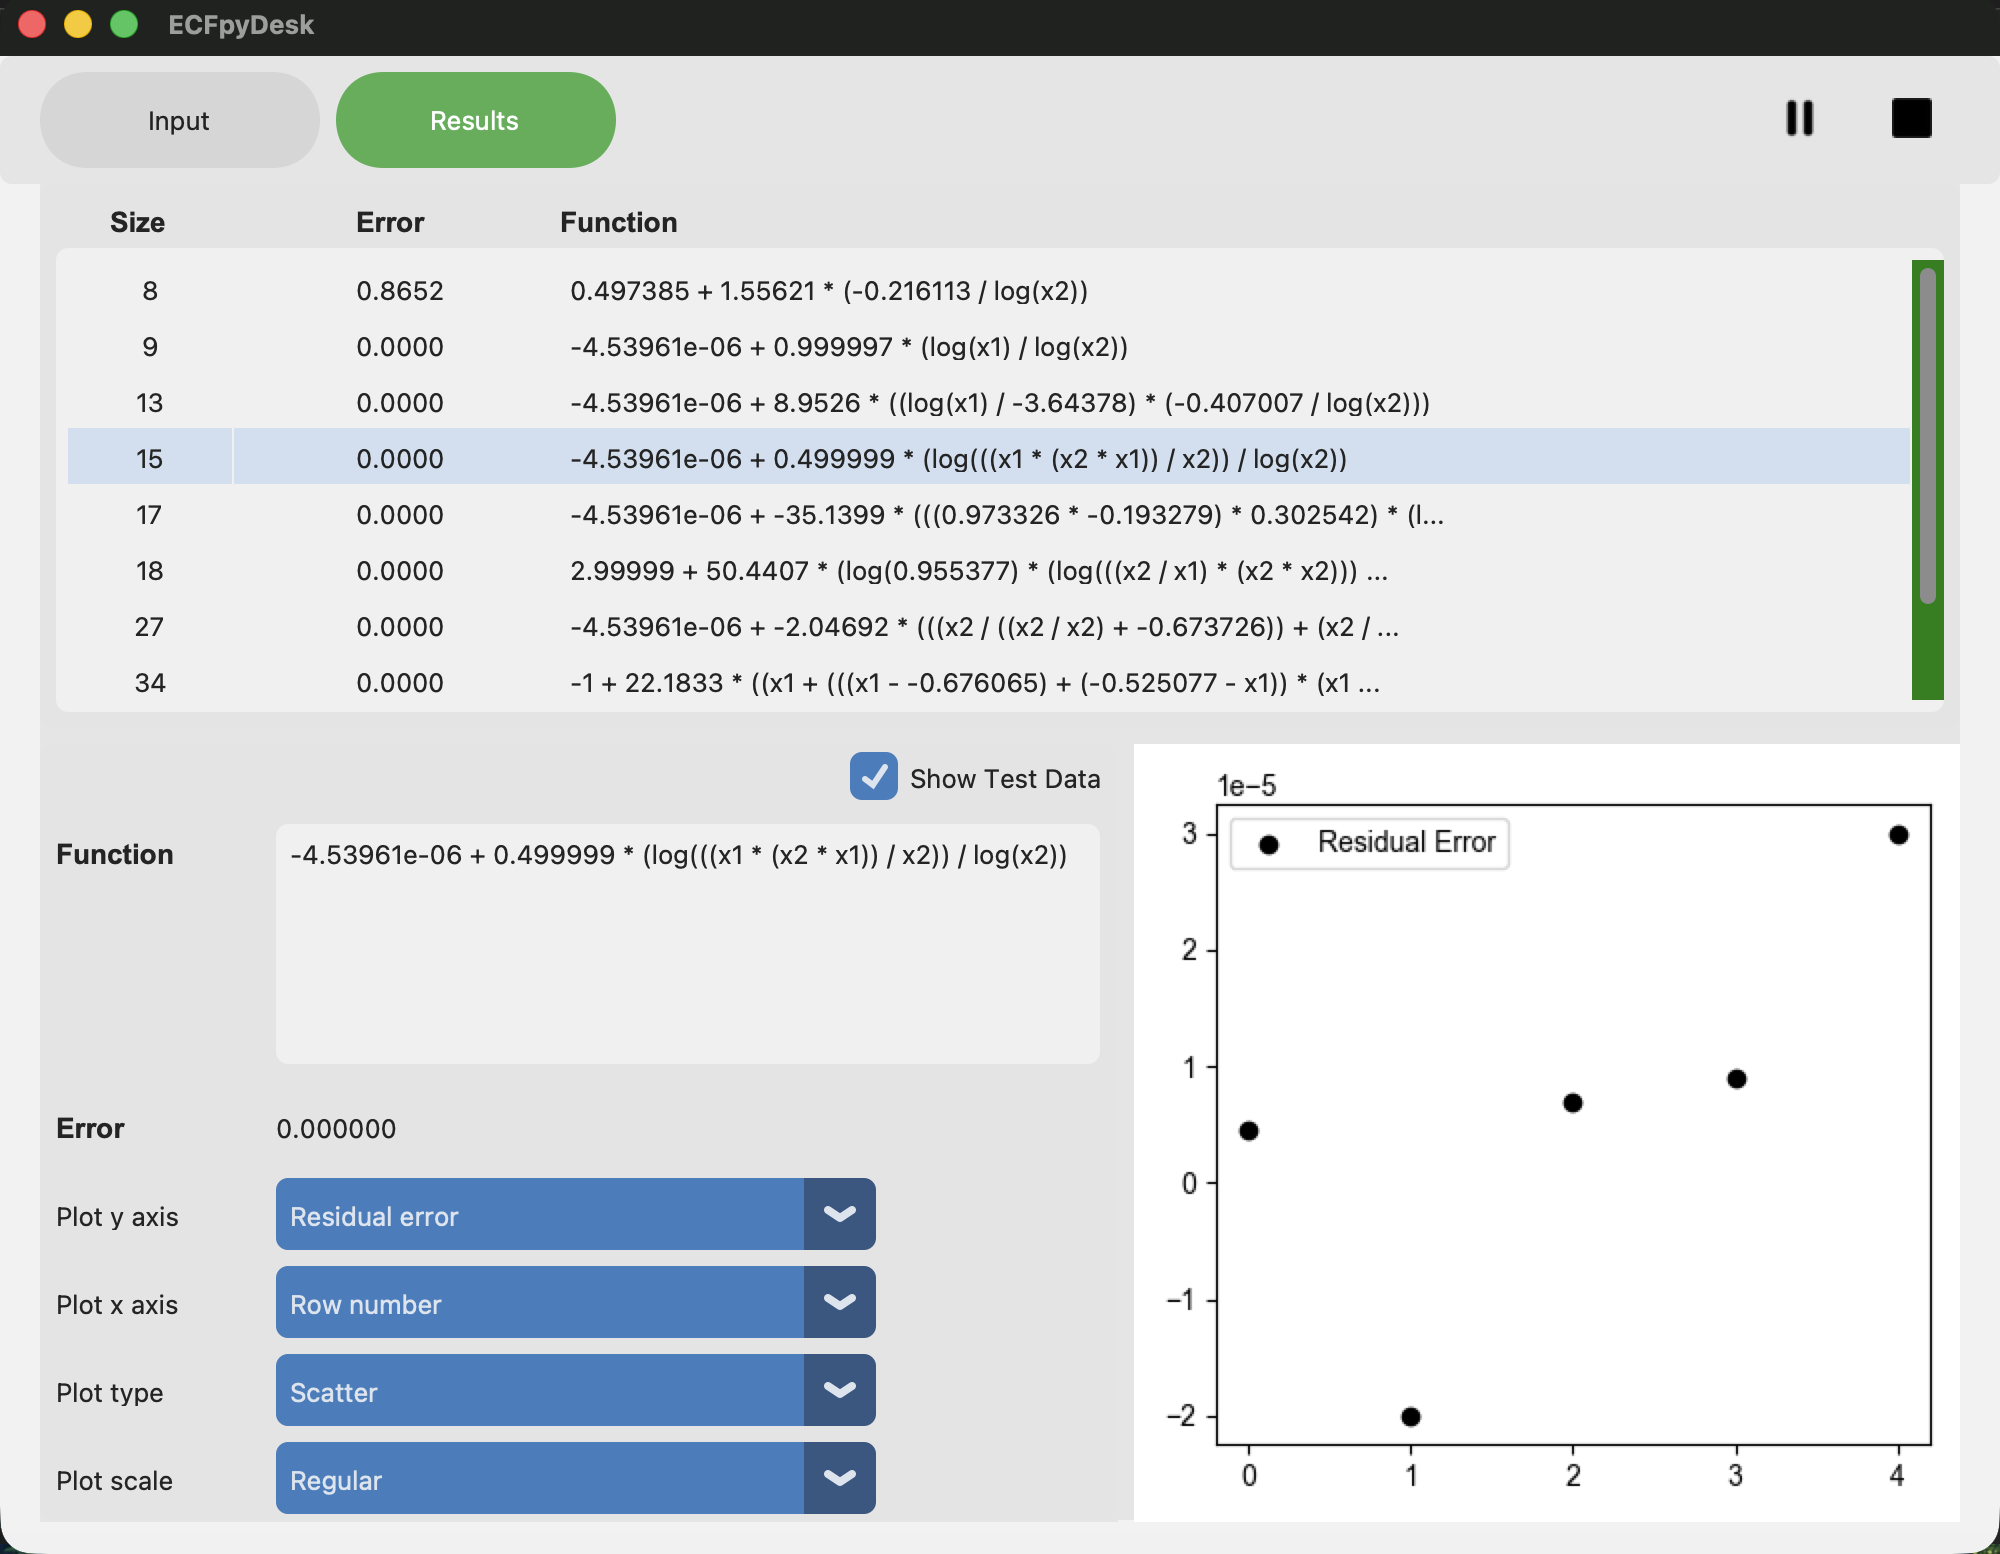 ECFpyDesk
Input Results
Size Error Function
8 0.8652 0.497385 + 1.55621 * (-0.216113 / log(x2))
9 0.0000 -4.53961e-06 + 0.999997 * (log(x1) / log(x2))
13 0.0000 -4.53961e-06 + 8.9526 * ((log(x1) / -3.64378) * (-0.407007 / log(x2)))
15 0.0000 -4.53961e-06 + 0.499999 * (log(((x1 * (x2 * x1)) / x2)) / log(x2))
17 0.0000 -4.53961e-06 + -35.1399 * (((0.973326 * -0.193279) * 0.302542) * (l...
18 0.0000 2.99999 + 50.4407 * (log(0.955377) * (log(((x2 / x1) * (x2 * x2))) ...
27 0.0000 -4.53961e-06 + -2.04692 * (((x2 / ((x2 / x2) + -0.673726)) + (x2 / ...
34 0.0000 -1 + 22.1833 * ((x1 + (((x1 - -0.676065) + (-0.525077 - x1)) * (x1 ...
Show Test Data
Function -4.53961e-06 + 0.499999 * (log(((x1 * (x2 * x1)) / x2)) / log(x2))
Error 0.000000
Plot y axis Residual error
Plot x axis Row number
Plot type Scatter
Plot scale Regular
1e−5
Residual Error
3
2
1
0
−1
−2
0 1 2 3 4